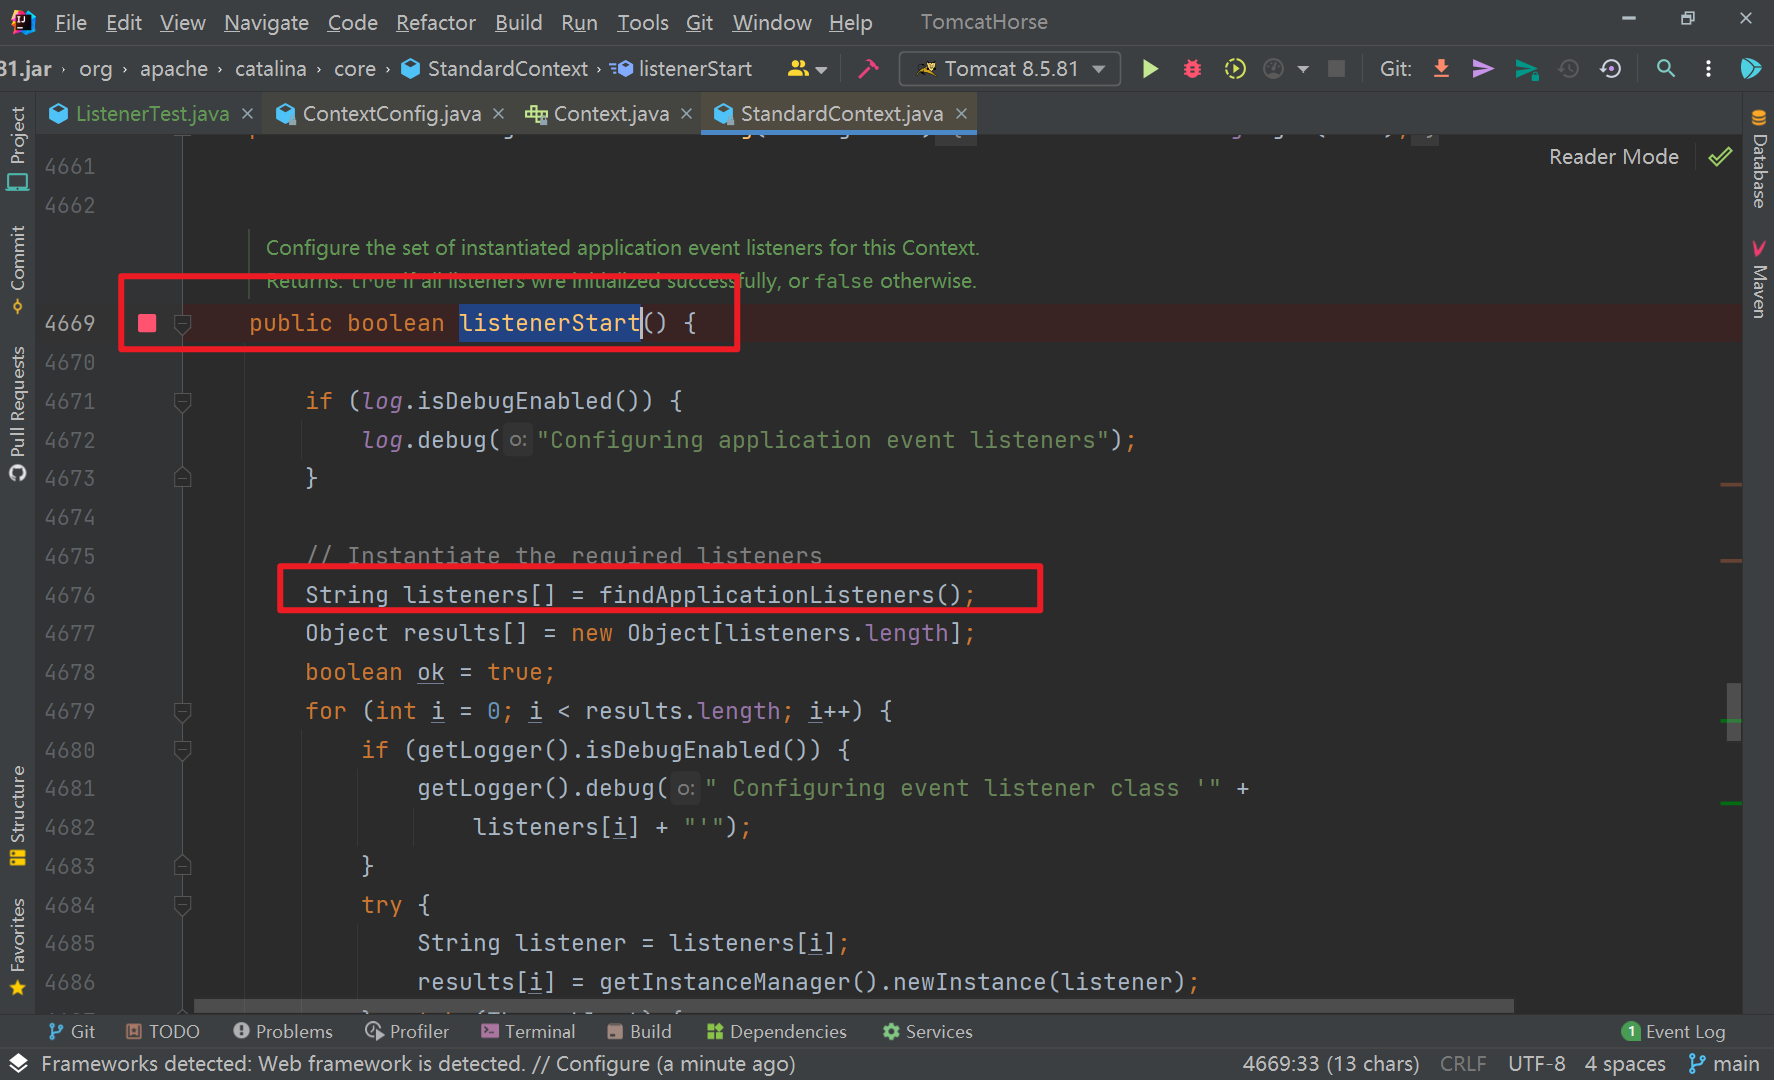 File Edit View Navigate Code Refactor Build Run Tools Git Window Help TomcatHorse
31.jar › org › apache › catalina › core › StandardContext › listenerStart Tomcat 8.5.81 Git:
ListenerTest.java ContextConfig.java Context.java StandardContext.java
Reader Mode
4661
4662
Configure the set of instantiated application event listeners for this Context.
Returns: true if all listeners wre initialized successfully, or false otherwise.
4669 public boolean listenerStart() {
4670
4671 if (log.isDebugEnabled()) {
4672 log.debug( o: "Configuring application event listeners");
4673 }
4674
4675 // Instantiate the required listeners
4676 String listeners[] = findApplicationListeners();
4677 Object results[] = new Object[listeners.length];
4678 boolean ok = true;
4679 for (int i = 0; i < results.length; i++) {
4680 if (getLogger().isDebugEnabled()) {
4681 getLogger().debug( o: " Configuring event listener class '" +
4682 listeners[i] + "'");
4683 }
4684 try {
4685 String listener = listeners[i];
4686 results[i] = getInstanceManager().newInstance(listener);
Project
Commit
Pull Requests
Structure
Favorites
Database
Maven
Git TODO Problems Profiler Terminal Build Dependencies Services 1 Event Log
Frameworks detected: Web framework is detected. // Configure (a minute ago) 4669:33 (13 chars) CRLF UTF-8 4 spaces main